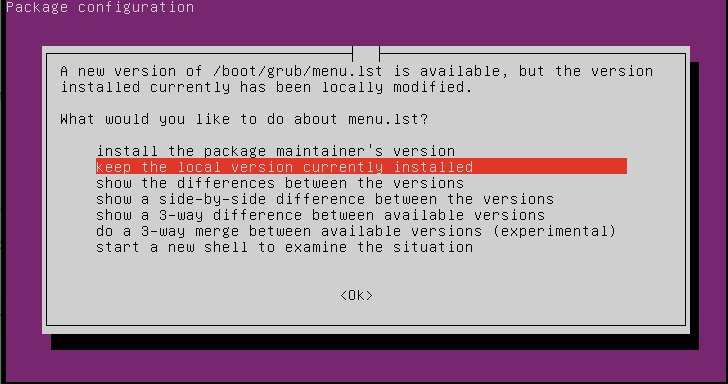 Package configuration
A new version of /boot/grub/menu.lst is available, but the version
installed currently has been locally modified.
What would you like to do about menu.lst?
install the package maintainer's version
keep the local version currently installed
show the differences between the versions
show a side-by-side difference between the versions
show a 3-way difference between available versions
do a 3-way merge between available versions (experimental)
start a new shell to examine the situation
<Ok>